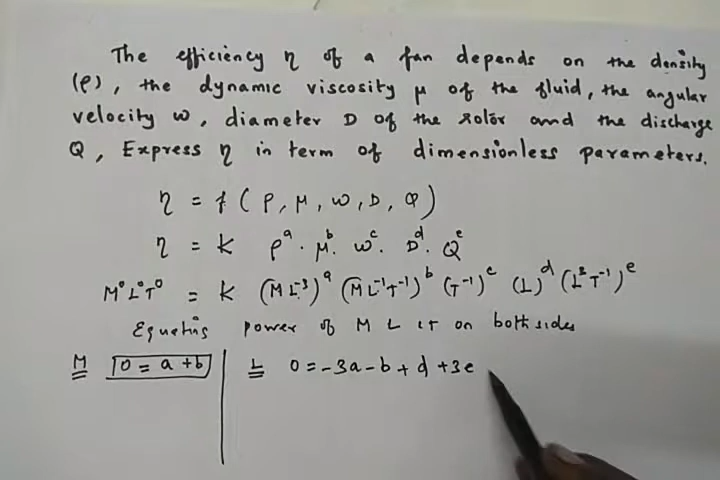 The efficiency η of a fan depends on the density
(ρ), the dynamic viscosity μ of the fluid, the angular
velocity ω, diameter D of the rotor and the discharge
Q, Express η in term of dimensionless parameters.
η = f (ρ, μ, ω, D, Q)
η = K ρ^a . μ^b . ω^c . D^d . Q^e
M⁰L⁰T⁰ = K (ML⁻³)^a (ML⁻¹T⁻¹)^b (T⁻¹)^c (L)^d (L³T⁻¹)^e
Equating power of M L & T on both sides
M 0 = a + b L 0 = -3a - b + d + 3e